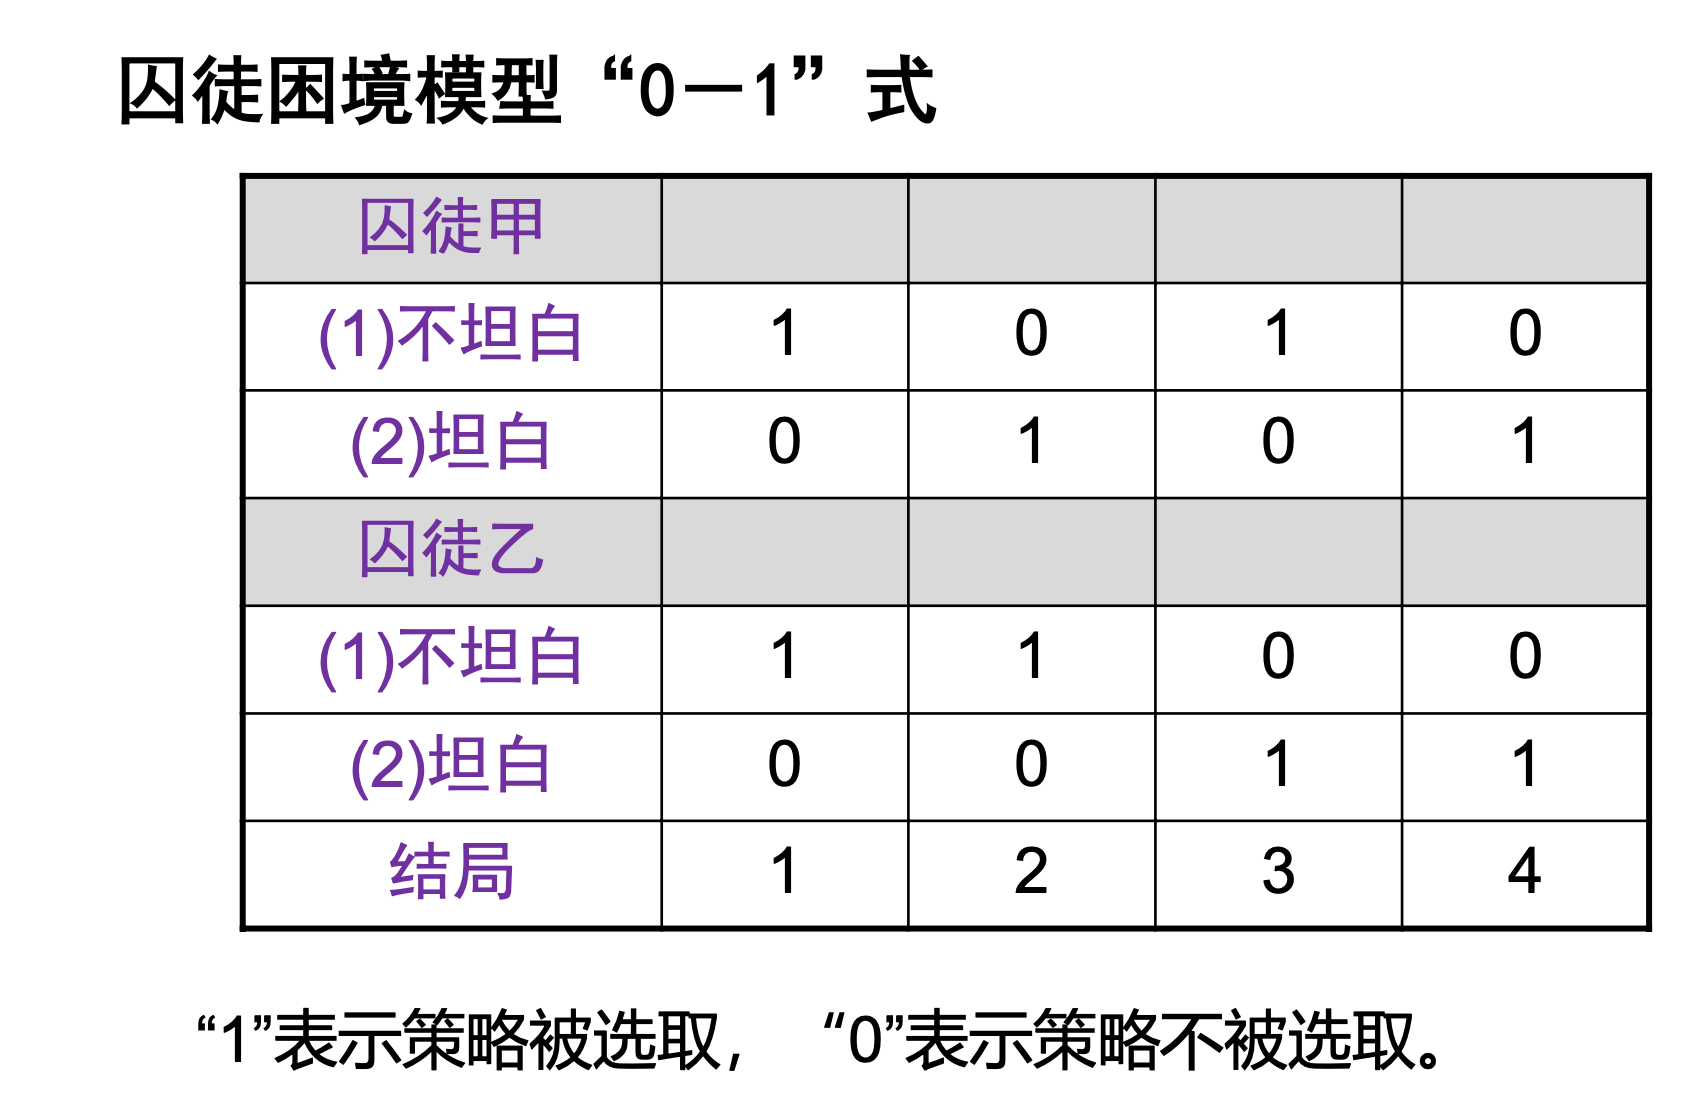 囚徒困境模型“0－1”式
囚徒甲
(1)不坦白 1 0 1 0
(2)坦白 0 1 0 1
囚徒乙
(1)不坦白 1 1 0 0
(2)坦白 0 0 1 1
结局 1 2 3 4
“1”表示策略被选取， “0”表示策略不被选取。